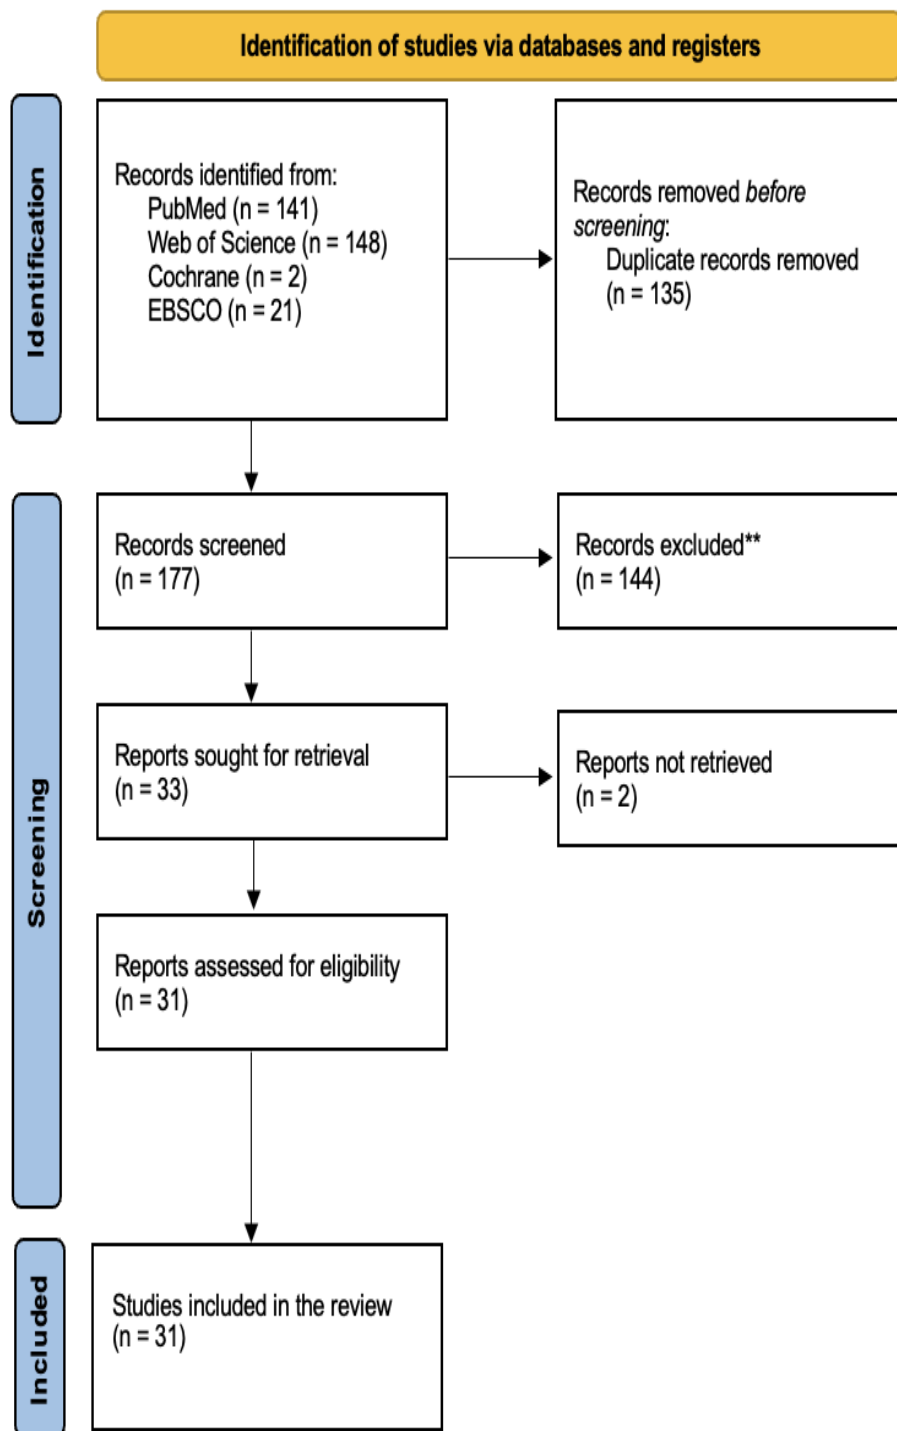 Identification of studies via databases and registers
Identification
Records identified from:
PubMed (n = 141)
Web of Science (n = 148)
Cochrane (n = 2)
EBSCO (n = 21)
Records removed before
screening:
Duplicate records removed
(n = 135)
Screening
Records screened
(n = 177)
Records excluded**
(n = 144)
Reports sought for retrieval
(n = 33)
Reports not retrieved
(n = 2)
Reports assessed for eligibility
(n = 31)
Included
Studies included in the review
(n = 31)